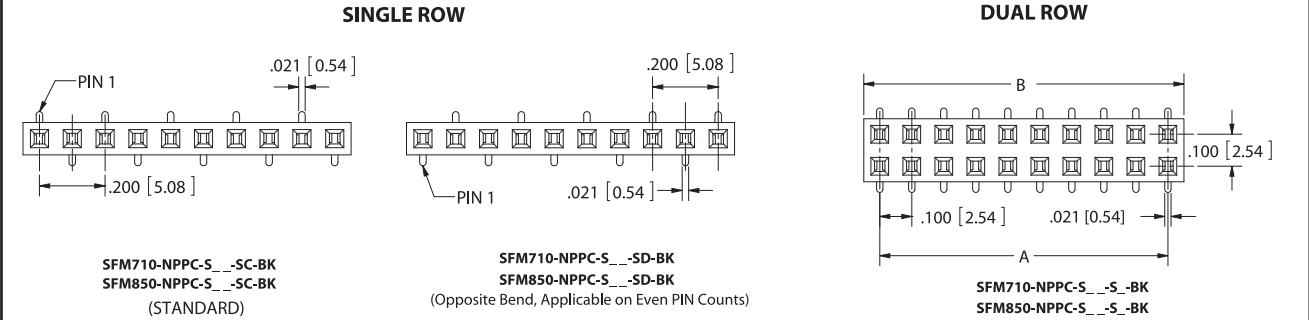 SINGLE ROW
DUAL ROW
PIN 1
.021 [0.54]
.200 [5.08]
.200 [5.08]
PIN 1
.021 [0.54]
B
.100 [2.54]
.100 [2.54]
.021 [0.54]
A
SFM710-NPPC-S_ _-SC-BK
SFM850-NPPC-S_ _-SC-BK
(STANDARD)
SFM710-NPPC-S_ _-SD-BK
SFM850-NPPC-S_ _-SD-BK
(Opposite Bend, Applicable on Even PIN Counts)
SFM710-NPPC-S_ _-S_-BK
SFM850-NPPC-S_ _-S_-BK